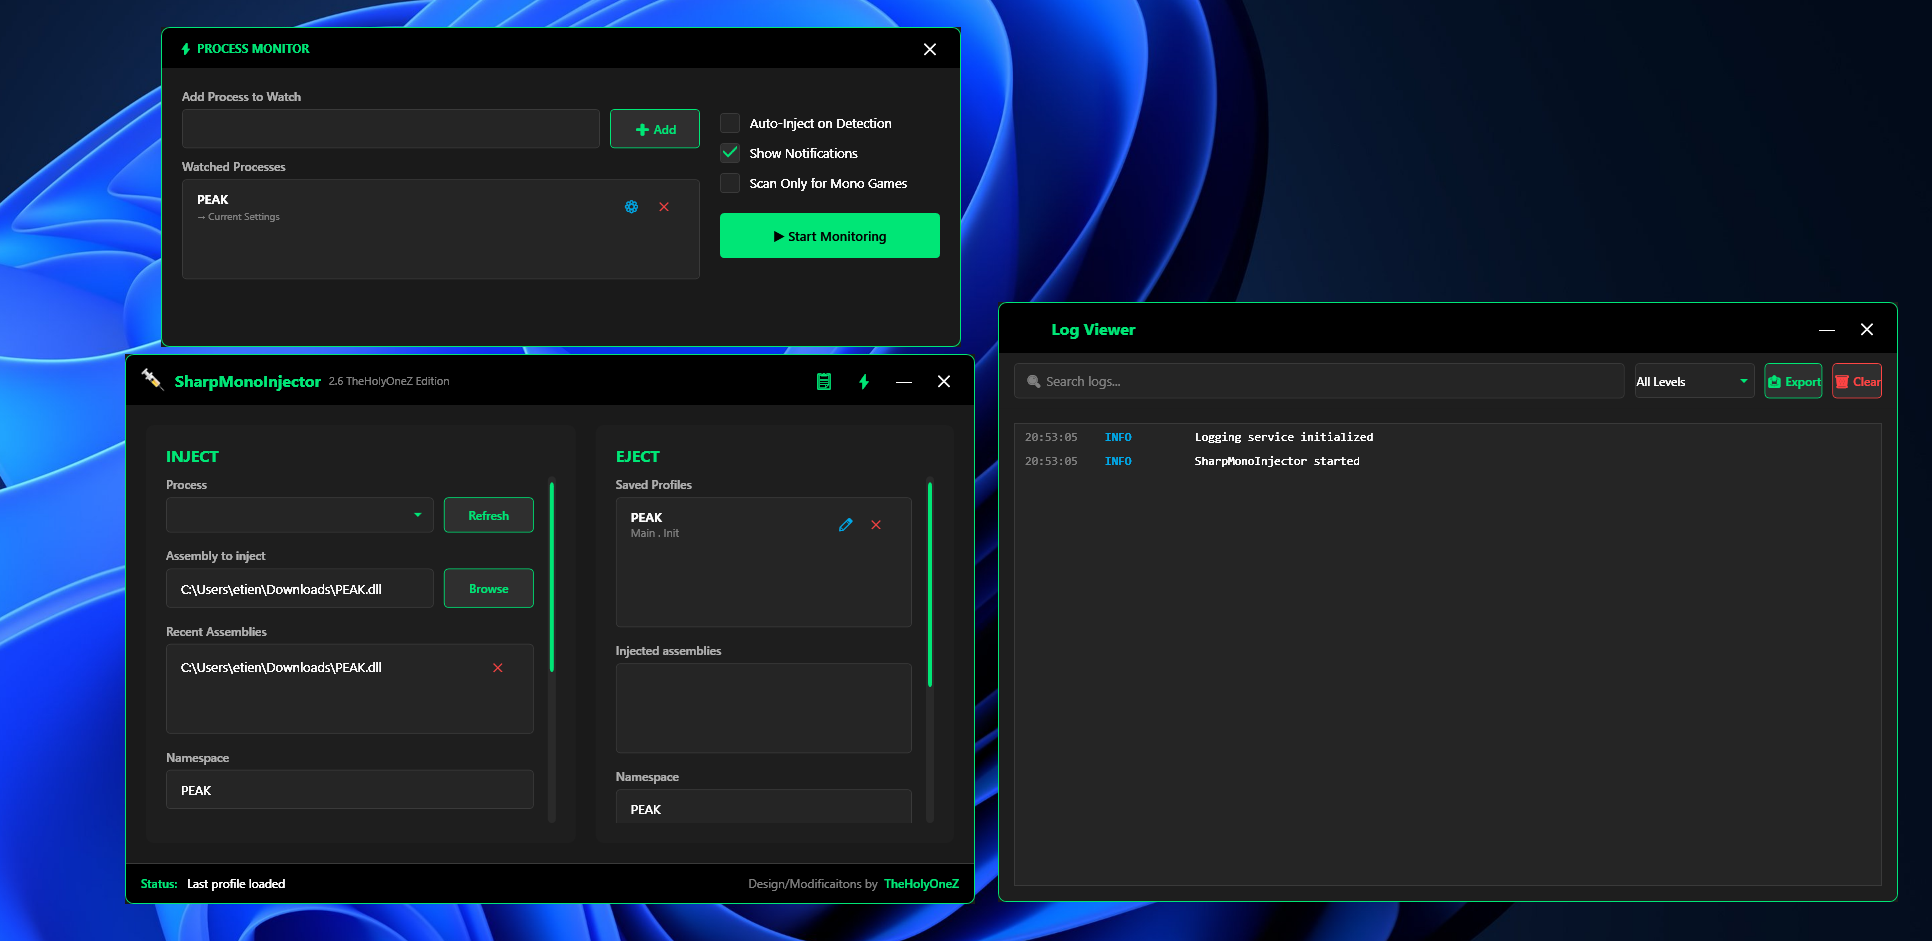 PROCESS MONITOR
Add Process to Watch
Add
Watched Processes
PEAK
→ Current Settings
Auto-Inject on Detection
Show Notifications
Scan Only for Mono Games
Start Monitoring
SharpMonoInjector 2.6 TheHolyOneZ Edition
INJECT
Process
Refresh
Assembly to inject
C:\Users\etien\Downloads\PEAK.dll
Browse
Recent Assemblies
C:\Users\etien\Downloads\PEAK.dll
Namespace
PEAK
EJECT
Saved Profiles
PEAK
Main . Init
Injected assemblies
Namespace
PEAK
Status: Last profile loaded
Design/Modificaitons by TheHolyOneZ
Log Viewer
Search logs...
All Levels
Export
Clear
20:53:05 INFO Logging service initialized
20:53:05 INFO SharpMonoInjector started